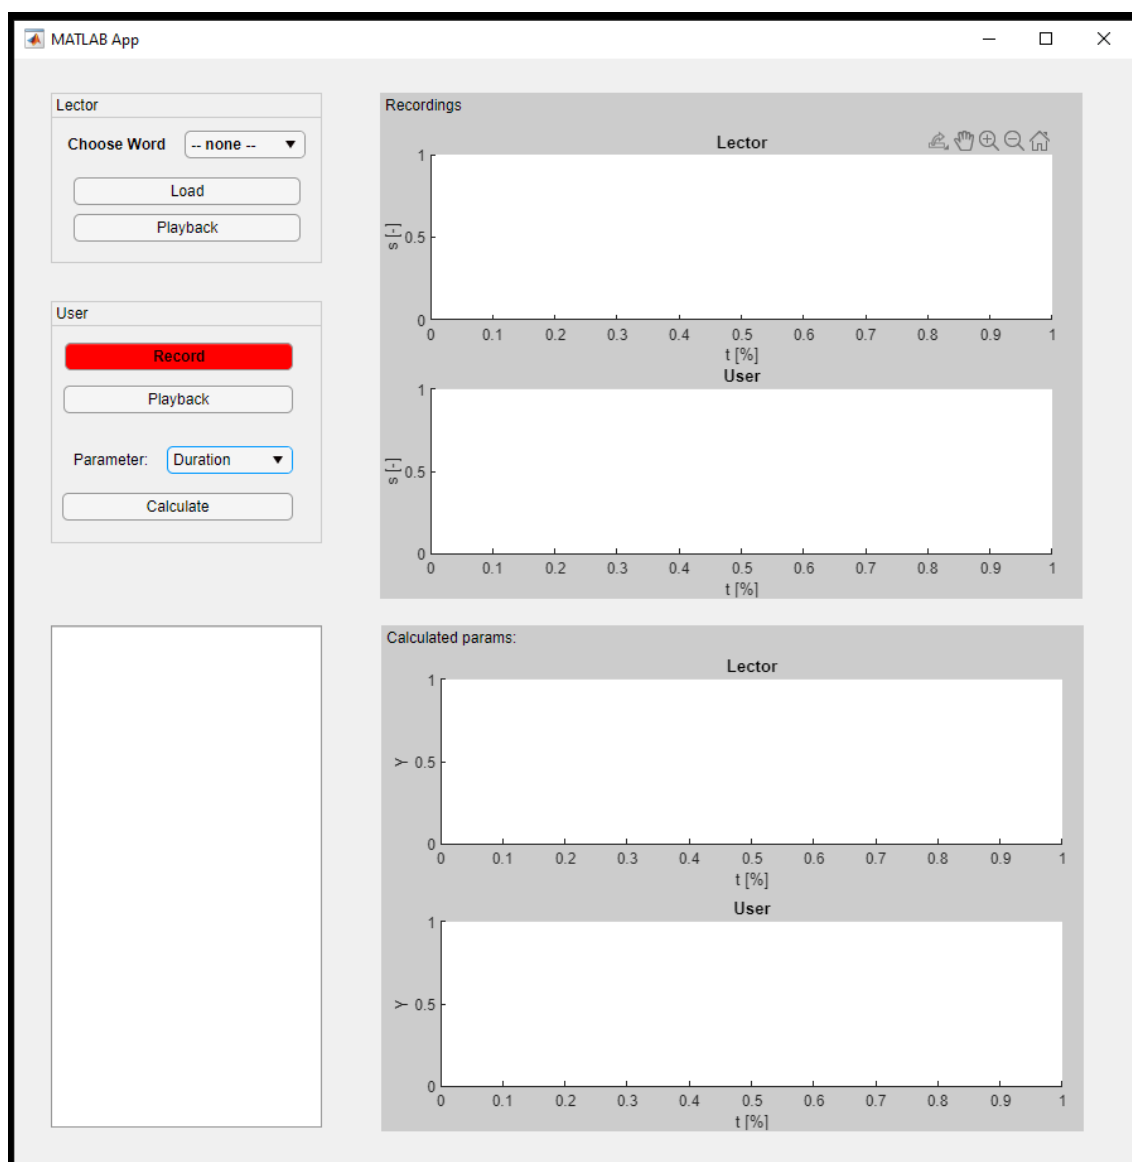 MATLAB App
Lector
Choose Word -- none --
Load
Playback
User
Record
Playback
Parameter: Duration
Calculate
Recordings
Lector
1
0.5
0
s [-]
0 0.1 0.2 0.3 0.4 0.5 0.6 0.7 0.8 0.9 1
t [%]
User
1
0.5
0
s [-]
0 0.1 0.2 0.3 0.4 0.5 0.6 0.7 0.8 0.9 1
t [%]
Calculated params:
Lector
1
0.5
0
Y
0 0.1 0.2 0.3 0.4 0.5 0.6 0.7 0.8 0.9 1
t [%]
User
1
0.5
0
Y
0 0.1 0.2 0.3 0.4 0.5 0.6 0.7 0.8 0.9 1
t [%]